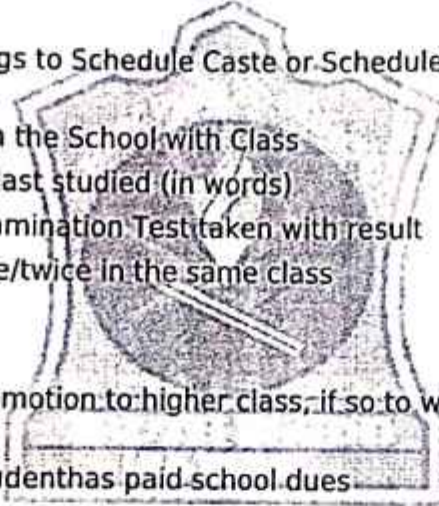 gs to Schedule Caste or Schedule
the School with Class
ast studied (in words)
mination Test taken with result
e/twice in the same class
motion to higher class, if so to w
denthas paid school dues